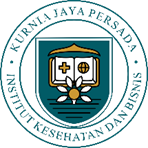 KURNIA JAYA PERSADA
INSTITUT KESEHATAN DAN BISNIS